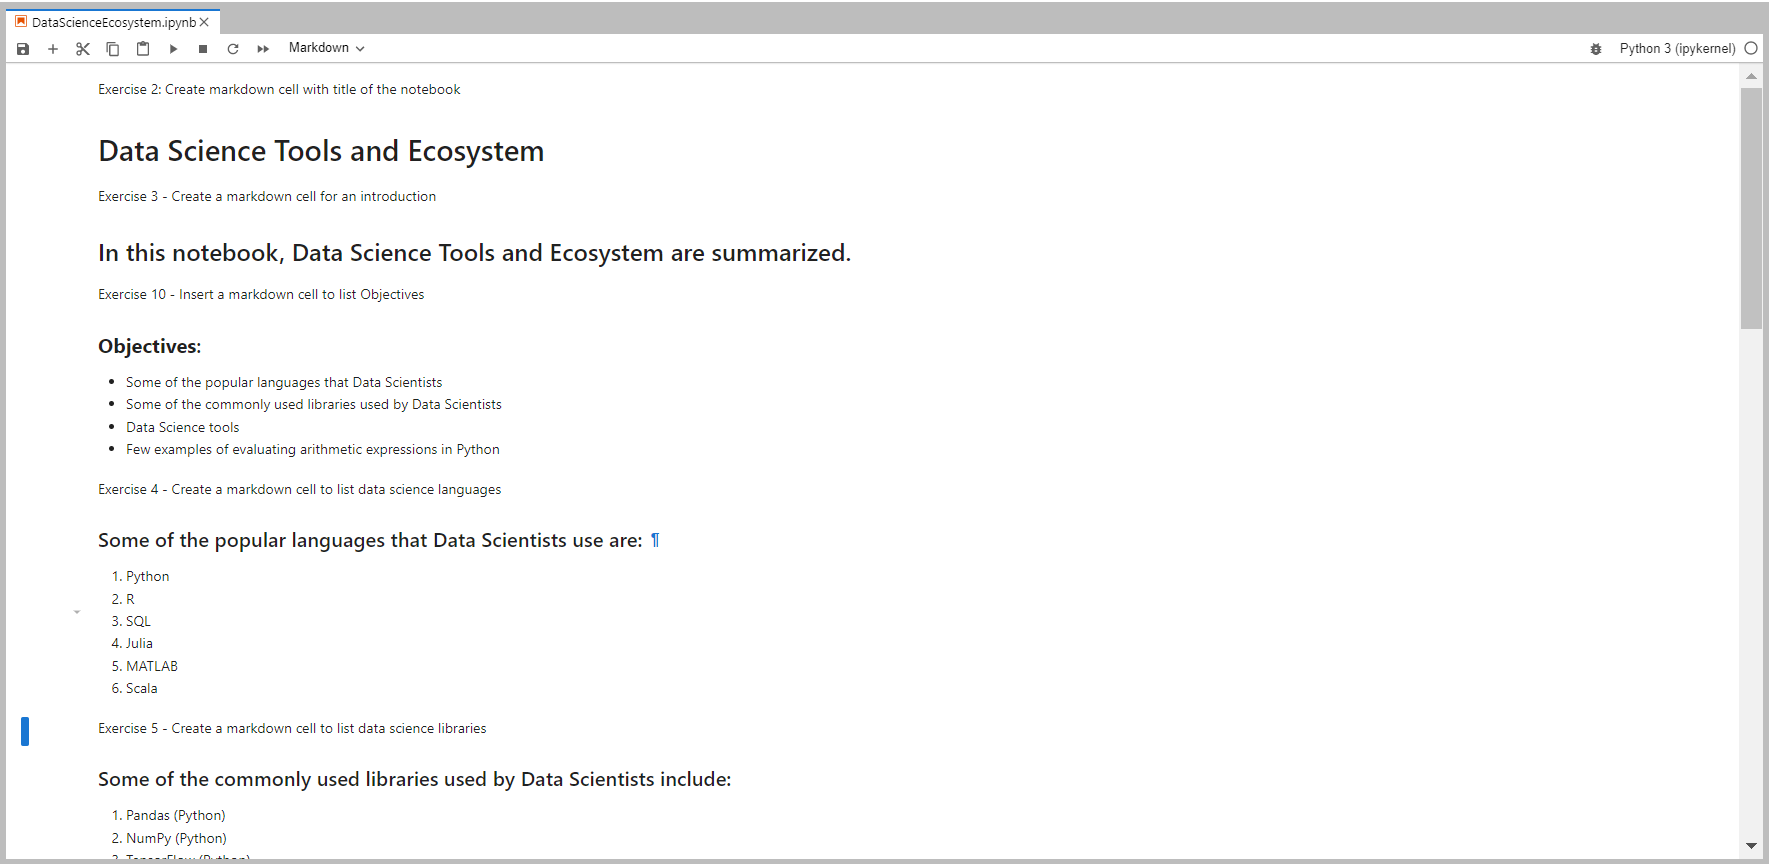 DataScienceEcosystem.ipynb
Markdown
Python 3 (ipykernel)
Exercise 2: Create markdown cell with title of the notebook
Data Science Tools and Ecosystem
Exercise 3 - Create a markdown cell for an introduction
In this notebook, Data Science Tools and Ecosystem are summarized.
Exercise 10 - Insert a markdown cell to list Objectives
Objectives:
• Some of the popular languages that Data Scientists
• Some of the commonly used libraries used by Data Scientists
• Data Science tools
• Few examples of evaluating arithmetic expressions in Python
Exercise 4 - Create a markdown cell to list data science languages
Some of the popular languages that Data Scientists use are: ¶
1. Python
2. R
3. SQL
4. Julia
5. MATLAB
6. Scala
Exercise 5 - Create a markdown cell to list data science libraries
Some of the commonly used libraries used by Data Scientists include:
1. Pandas (Python)
2. NumPy (Python)
3. TensorFlow (Python)